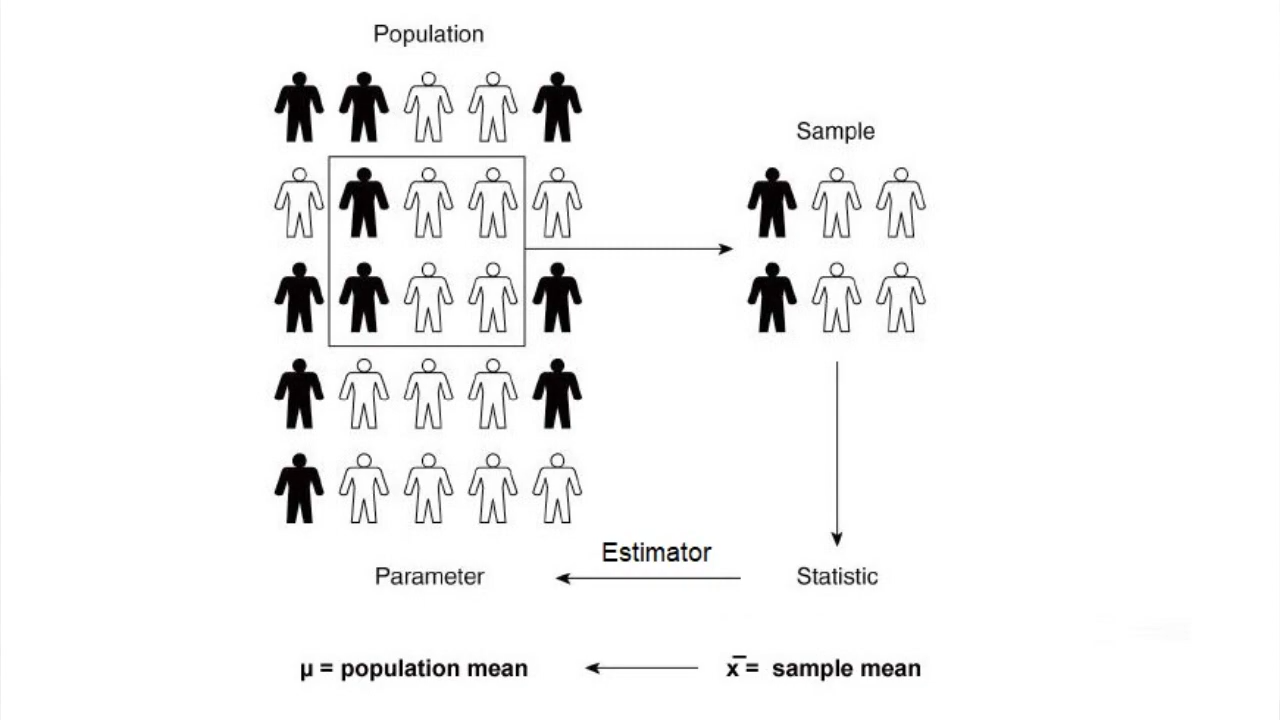 Population
Sample
Estimator
Parameter
Statistic
μ = population mean
x̄ = sample mean